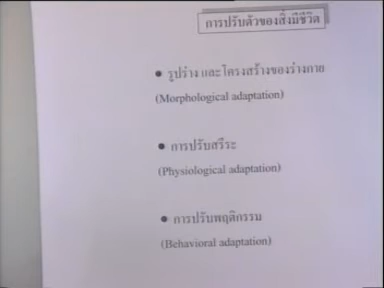 การปรับตัวของสิ่งมีชีวิต
● รูปร่าง และโครงสร้างของร่างกาย
(Morphological adaptation)
● การปรับสรีระ
(Physiological adaptation)
● การปรับพฤติกรรม
(Behavioral adaptation)